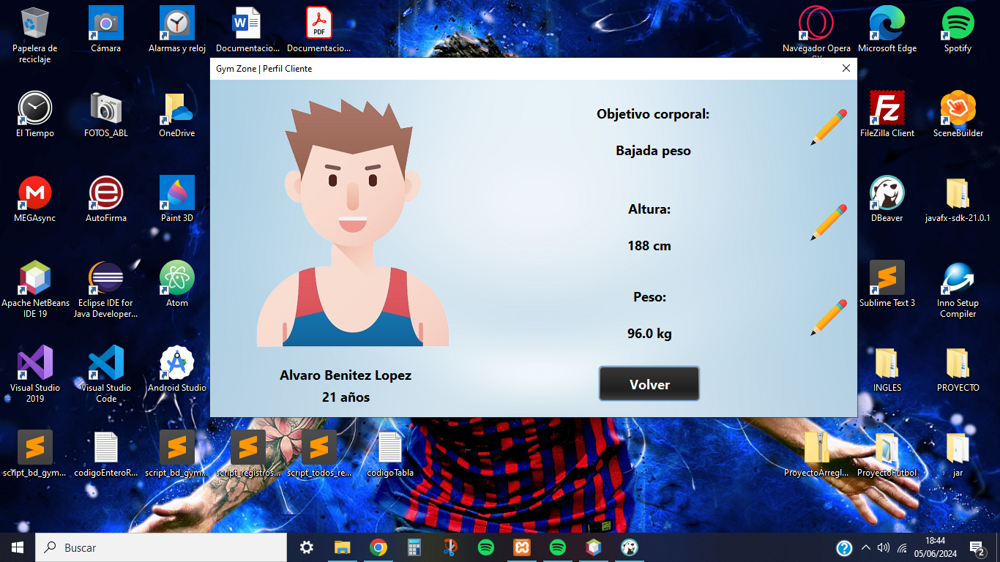 Papelera de
reciclaje
Cámara
Alarmas y reloj
Documentacio...
PDF
Documentacio...
Navegador Opera
Microsoft Edge
Spotify
Gym Zone | Perfil Cliente
Objetivo corporal:
Bajada peso
Altura:
188 cm
Peso:
96.0 kg
Volver
Alvaro Benitez Lopez
21 años
El Tiempo
FOTOS_ABL
OneDrive
Fz
FileZilla Client
SceneBuilder
MEGAsync
AutoFirma
Paint 3D
DBeaver
javafx-sdk-21.0.1
Apache NetBeans
IDE 19
Eclipse IDE for
Java Developer...
Atom
Sublime Text 3
Inno Setup
Compiler
Visual Studio
2019
Visual Studio
Code
Android Studio
INGLES
PROYECTO
script_bd_gym...
codigoEnteroR...
script_bd_gym...
script_registros...
script_todos_re...
codigoTabla
ProyectoArregl...
ProyectoFutbol
jar
Buscar
18:44
05/06/2024
2